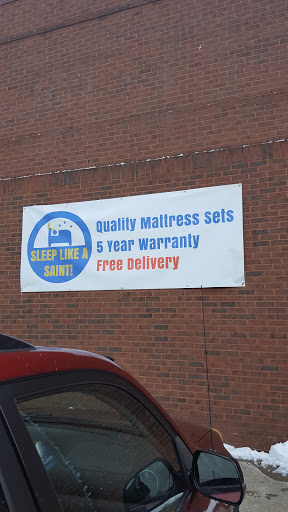 SLEEP LIKE A
SAINT!
Quality Mattress Sets
5 Year Warranty
Free Delivery